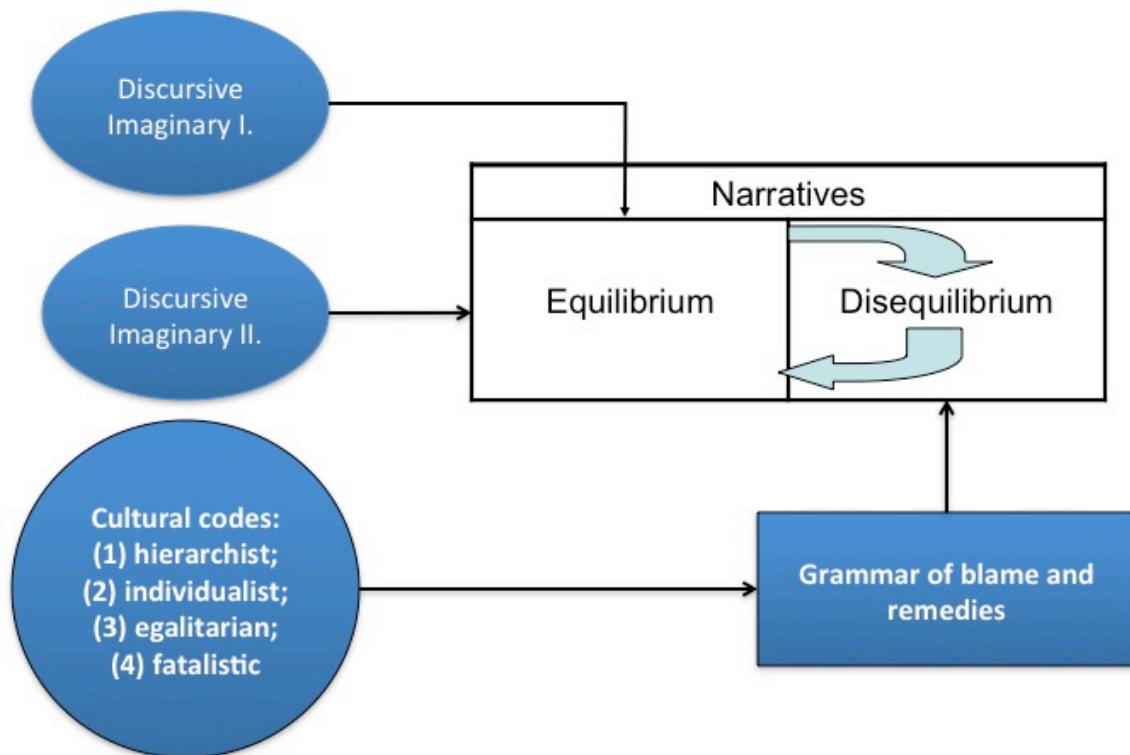 Discursive
Imaginary I.
Narratives
Discursive
Imaginary II.
Equilibrium
Disequilibrium
Cultural codes:
(1) hierarchist;
(2) individualist;
(3) egalitarian;
(4) fatalistic
Grammar of blame and
remedies